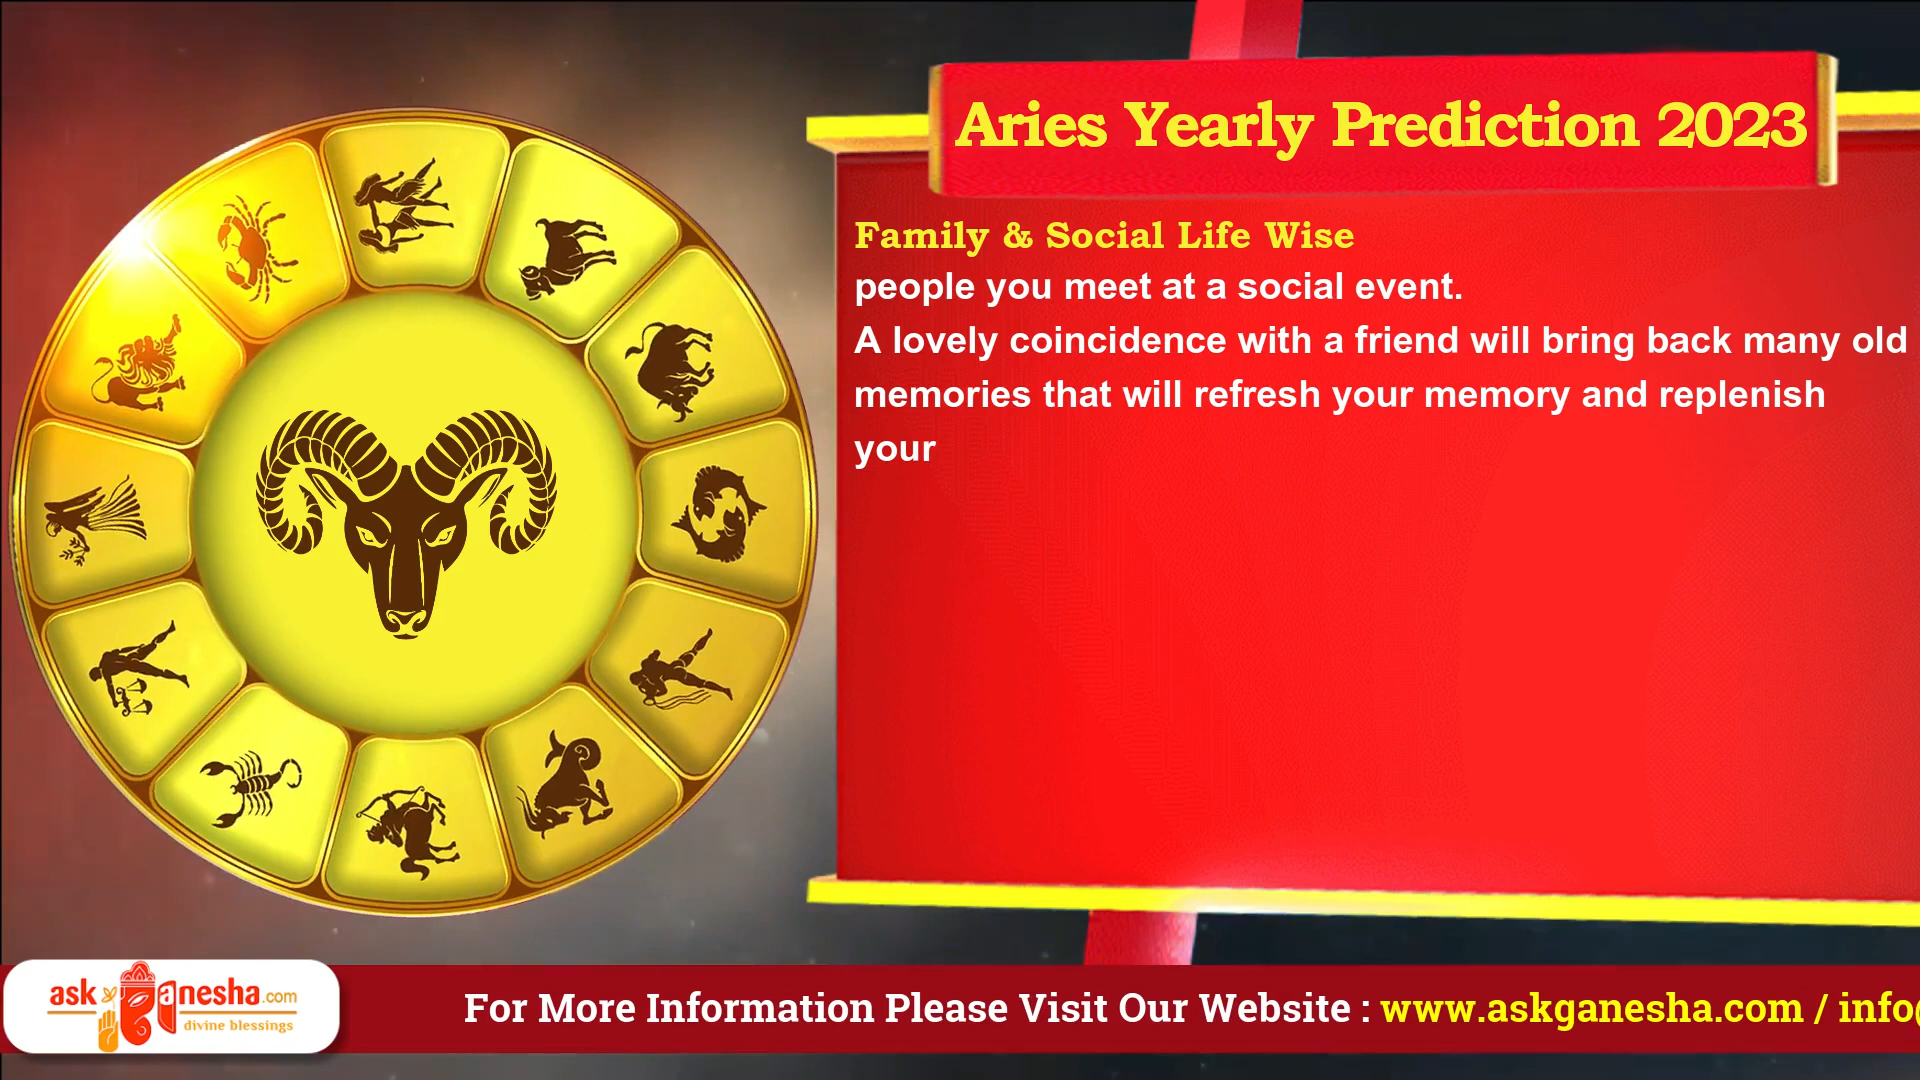 Aries Yearly Prediction 2023
Family & Social Life Wise
people you meet at a social event.
A lovely coincidence with a friend will bring back many old
memories that will refresh your memory and replenish
your
ask Ganesha.com
divine blessings
For More Information Please Visit Our Website : www.askganesha.com / info@